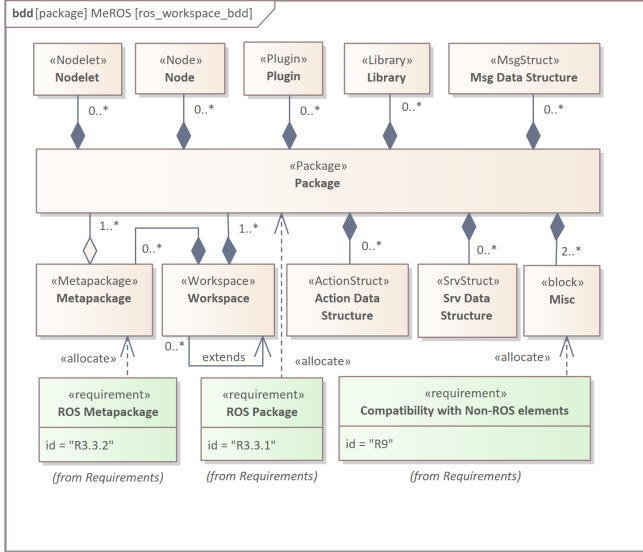 bdd [package] MeROS [ros_workspace_bdd]
«Nodelet»
Nodelet
«Node»
Node
«Plugin»
Plugin
«Library»
Library
«MsgStruct»
Msg Data Structure
0..*
0..*
0..*
0..*
0..*
«Package»
Package
1..*
0..*
1..*
0..*
0..*
2..*
«Metapackage»
Metapackage
«Workspace»
Workspace
«ActionStruct»
Action Data
Structure
«SrvStruct»
Srv Data
Structure
«block»
Misc
0..*
extends
«allocate»
«allocate»
«allocate»
«requirement»
ROS Metapackage
id = "R3.3.2"
(from Requirements)
«requirement»
ROS Package
id = "R3.3.1"
(from Requirements)
«requirement»
Compatibility with Non-ROS elements
id = "R9"
(from Requirements)